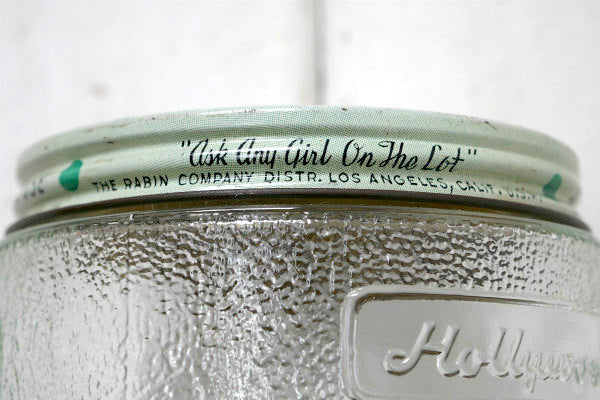 "Ask Any Girl On The Lot"
THE RABIN COMPANY DISTR. LOS ANGELES, CALIF. U.S.A.